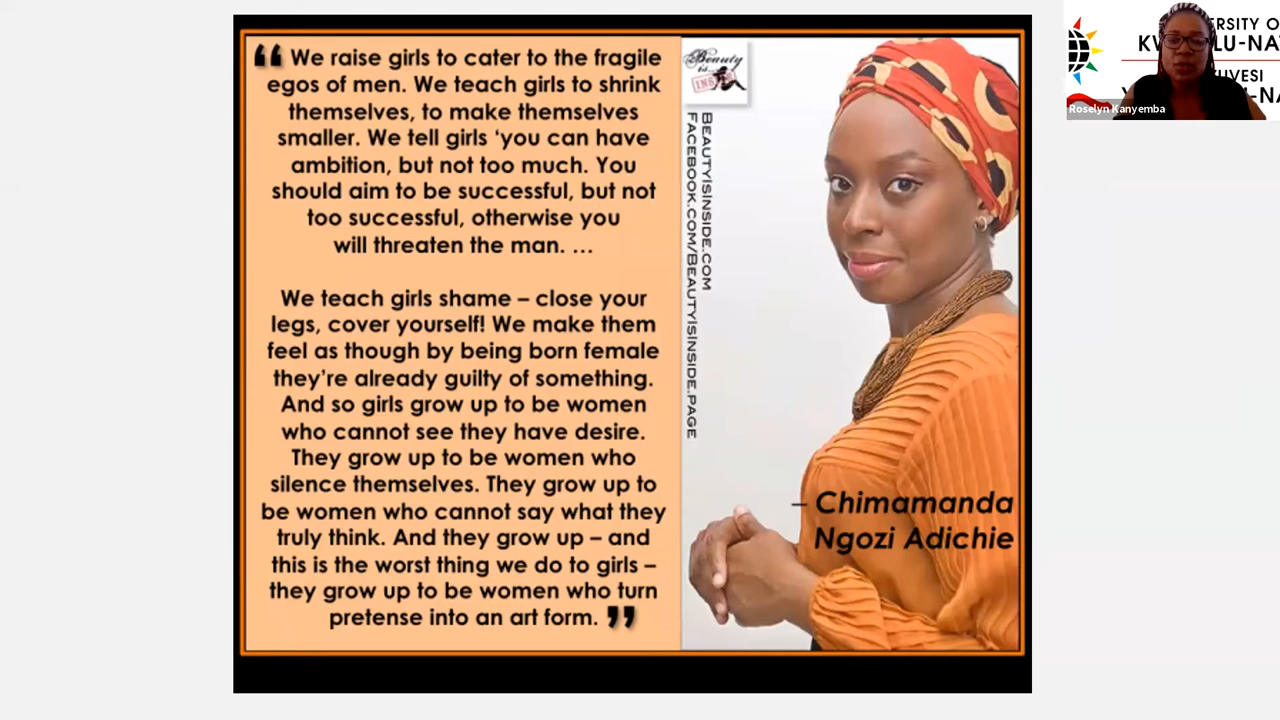 “ We raise girls to cater to the fragile
egos of men. We teach girls to shrink
themselves, to make themselves
smaller. We tell girls ‘you can have
ambition, but not too much. You
should aim to be successful, but not
too successful, otherwise you
will threaten the man. …
We teach girls shame – close your
legs, cover yourself! We make them
feel as though by being born female
they’re already guilty of something.
And so girls grow up to be women
who cannot see they have desire.
They grow up to be women who
silence themselves. They grow up to
be women who cannot say what they
truly think. And they grow up – and
this is the worst thing we do to girls –
they grow up to be women who turn
pretense into an art form. ”
Beauty
is...
BEAUTYISINSIDE.COM
FACEBOOK.COM/BEAUTYISINSIDE.PAGE
– Chimamanda
Ngozi Adichie
Roselyn Kanyemba